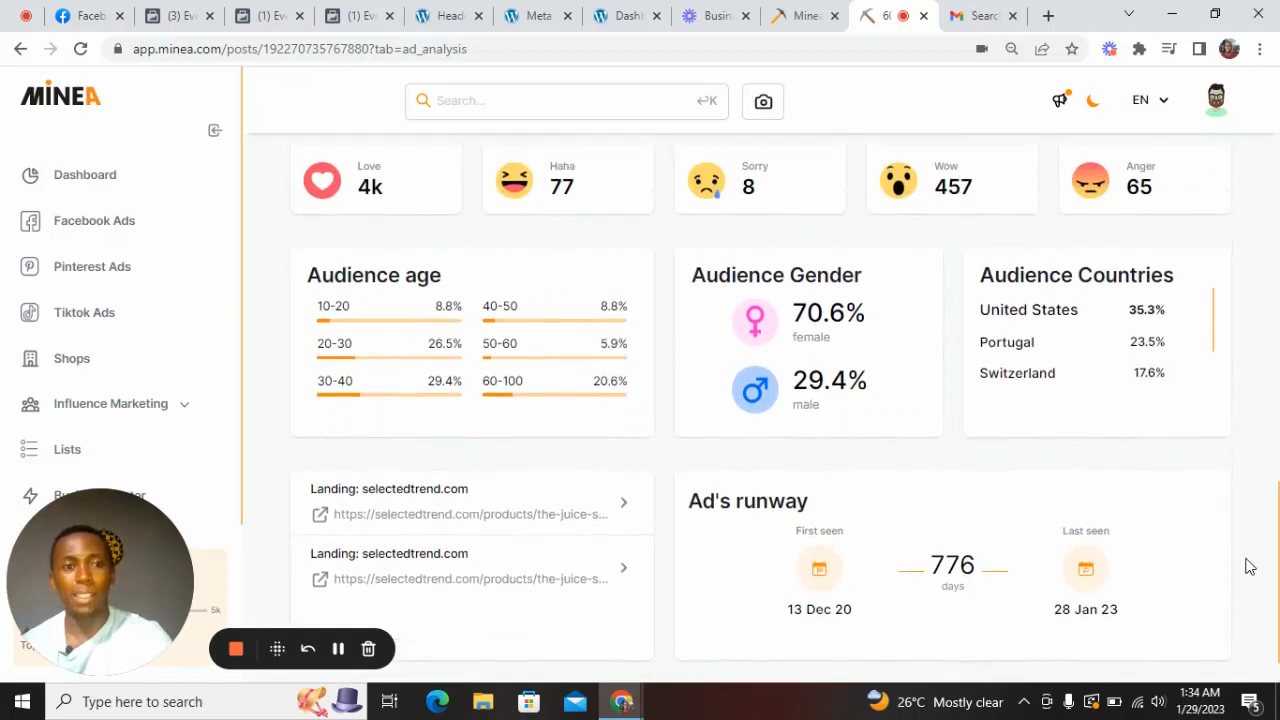 Faceb
(3) Ev
(1) Ev
(1) Ev
Head
Meta
Dash
Busin
Minea
6
Searc
app.minea.com/posts/192270735767880?tab=ad_analysis
MINEA
Search...
K
EN
Dashboard
Facebook Ads
Pinterest Ads
Tiktok Ads
Shops
Influence Marketing
Lists
5k
Love
4k
Haha
77
Sorry
8
Wow
457
Anger
65
Audience age
10-20 8.8%
40-50 8.8%
20-30 26.5%
50-60 5.9%
30-40 29.4%
60-100 20.6%
Audience Gender
70.6%
female
29.4%
male
Audience Countries
United States 35.3%
Portugal 23.5%
Switzerland 17.6%
Landing: selectedtrend.com
https://selectedtrend.com/products/the-juice-s...
Landing: selectedtrend.com
https://selectedtrend.com/products/the-juice-s...
Ad's runway
First seen
13 Dec 20
776
days
Last seen
28 Jan 23
Type here to search
26°C Mostly clear
1:34 AM
1/29/2023
5